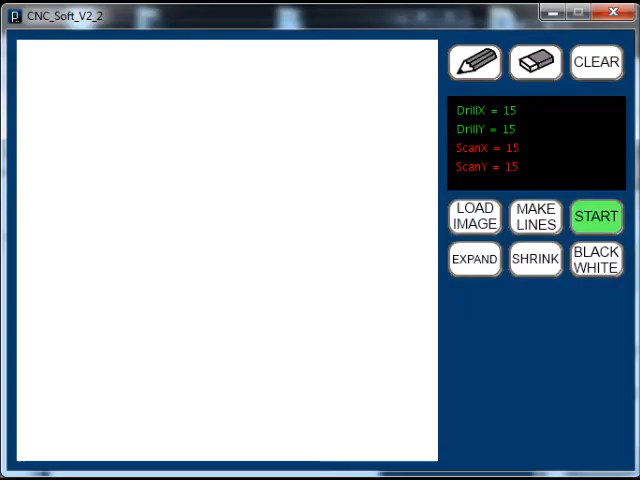 CNC_Soft_V2_2
CLEAR
DrillX = 15
DrillY = 15
ScanX = 15
ScanY = 15
LOAD IMAGE
MAKE LINES
START
EXPAND
SHRINK
BLACK WHITE